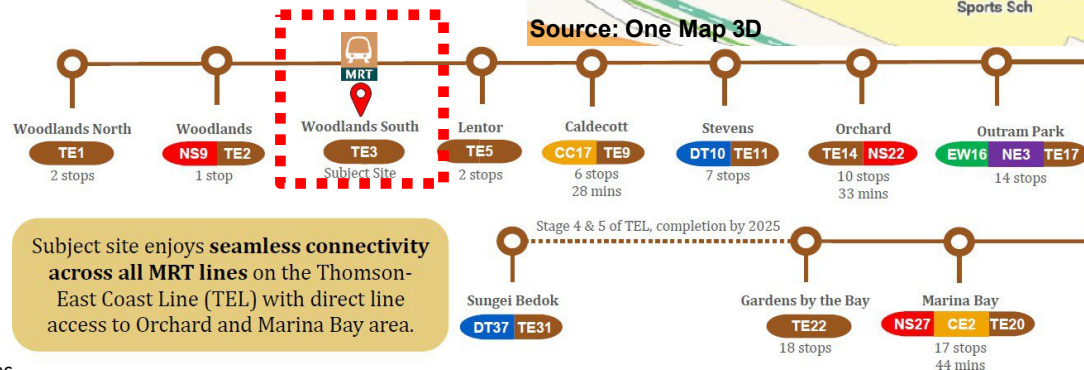 Sports Sch
Source: One Map 3D
MRT
Woodlands North
TE1
2 stops
Woodlands
NS9 TE2
1 stop
Woodlands South
TE3
Subject Site
Lentor
TE5
2 stops
Caldecott
CC17 TE9
6 stops
28 mins
Stevens
DT10 TE11
7 stops
Orchard
TE14 NS22
10 stops
33 mins
Outram Park
EW16 NE3 TE17
14 stops
Subject site enjoys seamless connectivity
across all MRT lines on the Thomson-
East Coast Line (TEL) with direct line
access to Orchard and Marina Bay area.
Stage 4 & 5 of TEL, completion by 2025
Sungei Bedok
DT37 TE31
Gardens by the Bay
TE22
18 stops
Marina Bay
NS27 CE2 TE20
17 stops
44 mins